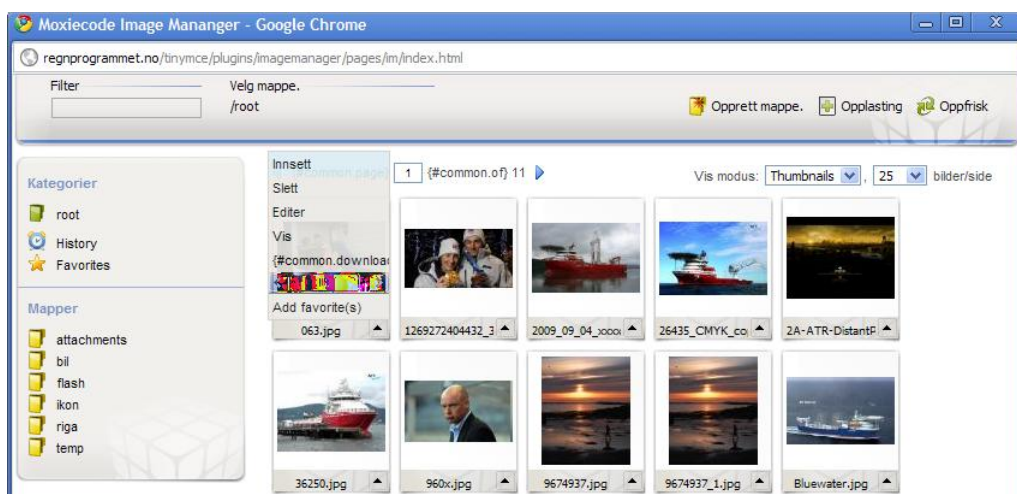 Moxiecode Image Mananger - Google Chrome
regnprogrammet.no/tinymce/plugins/imagemanager/pages/im/index.html
Filter
Velg mappe.
/root
Opprett mappe.
Opplasting
Oppfrisk
Kategorier
root
History
Favorites
Mapper
attachments
bil
flash
ikon
riga
temp
Innsett
Slett
Editer
Vis
{#common.downloa
Add favorite(s)
1 {#common.of} 11
Vis modus: Thumbnails , 25 bilder/side
063.jpg
1269272404432_3
2009_09_04_xxxx
26435_CMYK_co
2A-ATR-DistantP
36250.jpg
960x.jpg
9674937.jpg
9674937_1.jpg
Bluewater.jpg